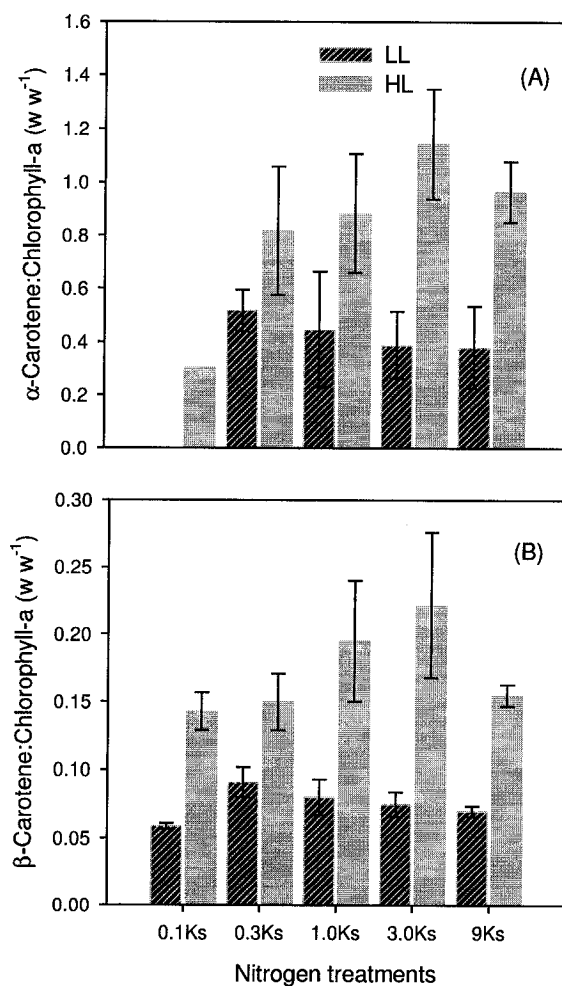 1.6
1.4
1.2
1.0
0.8
0.6
0.4
0.2
0.0
α-Carotene:Chlorophyll-a (w w⁻¹)
LL
HL
(A)
0.30
0.25
0.20
0.15
0.10
0.05
0.00
β-Carotene:Chlorophyll-a (w w⁻¹)
(B)
0.1Ks 0.3Ks 1.0Ks 3.0Ks 9Ks
Nitrogen treatments